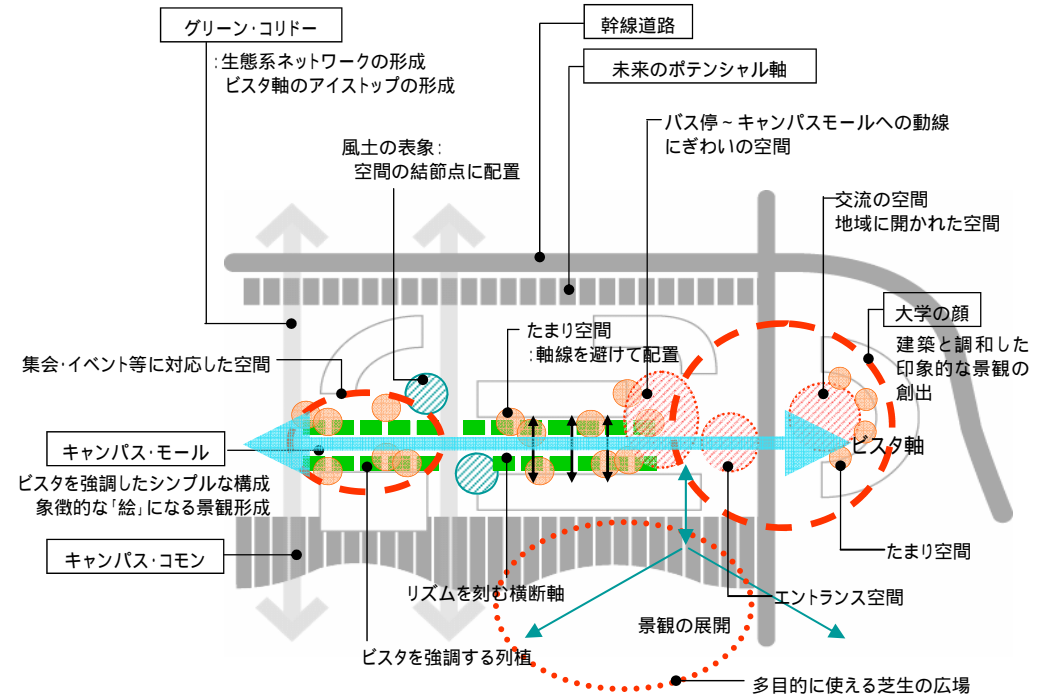 グリーン・コリドー
:生態系ネットワークの形成
ビスタ軸のアイストップの形成
幹線道路
未来のポテンシャル軸
風土の表象:
空間の結節点に配置
バス停~キャンパスモールへの動線
にぎわいの空間
交流の空間
地域に開かれた空間
大学の顔
建築と調和した
印象的な景観の
創出
たまり空間
:軸線を避けて配置
集会・イベント等に対応した空間
キャンパス・モール
ビスタを強調したシンプルな構成
象徴的な「絵」になる景観形成
ビスタ軸
キャンパス・コモン
たまり空間
リズムを刻む横断軸
エントランス空間
景観の展開
ビスタを強調する列植
多目的に使える芝生の広場